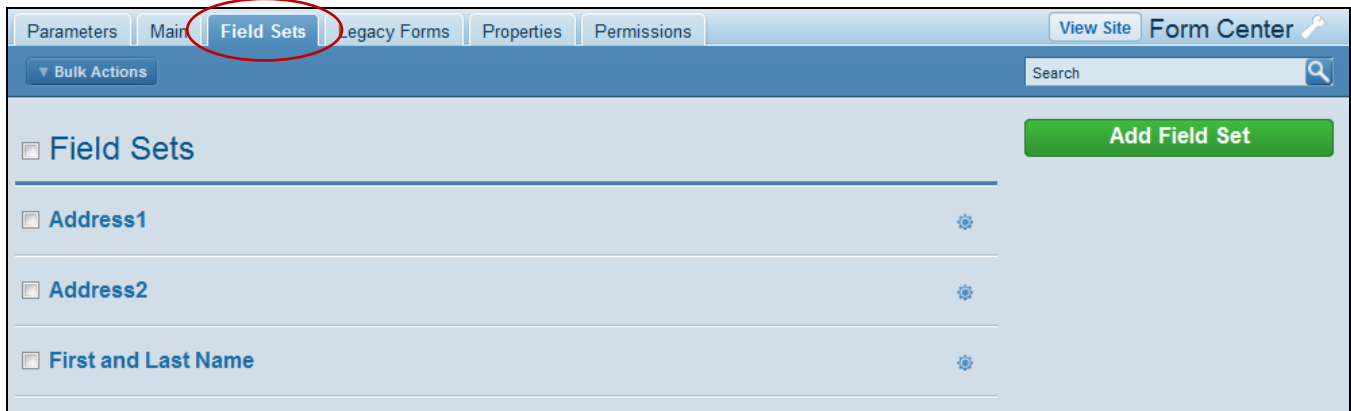 Parameters Main Field Sets Legacy Forms Properties Permissions View Site Form Center
▼ Bulk Actions Search
Field Sets Add Field Set
Address1
Address2
First and Last Name